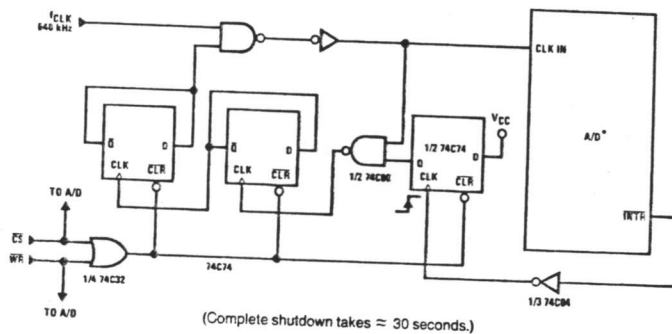 fCLK
640 kHz
CLK IN
A/D*
INTR
VCC
1/2 74C74
Q
D
CLK
CLR
1/2 74C00
Q
D
CLK
CLR
Q
D
CLK
CLR
TO A/D
CS
WR
TO A/D
1/4 74C32
74C74
1/3 74C04
(Complete shutdown takes ≈ 30 seconds.)